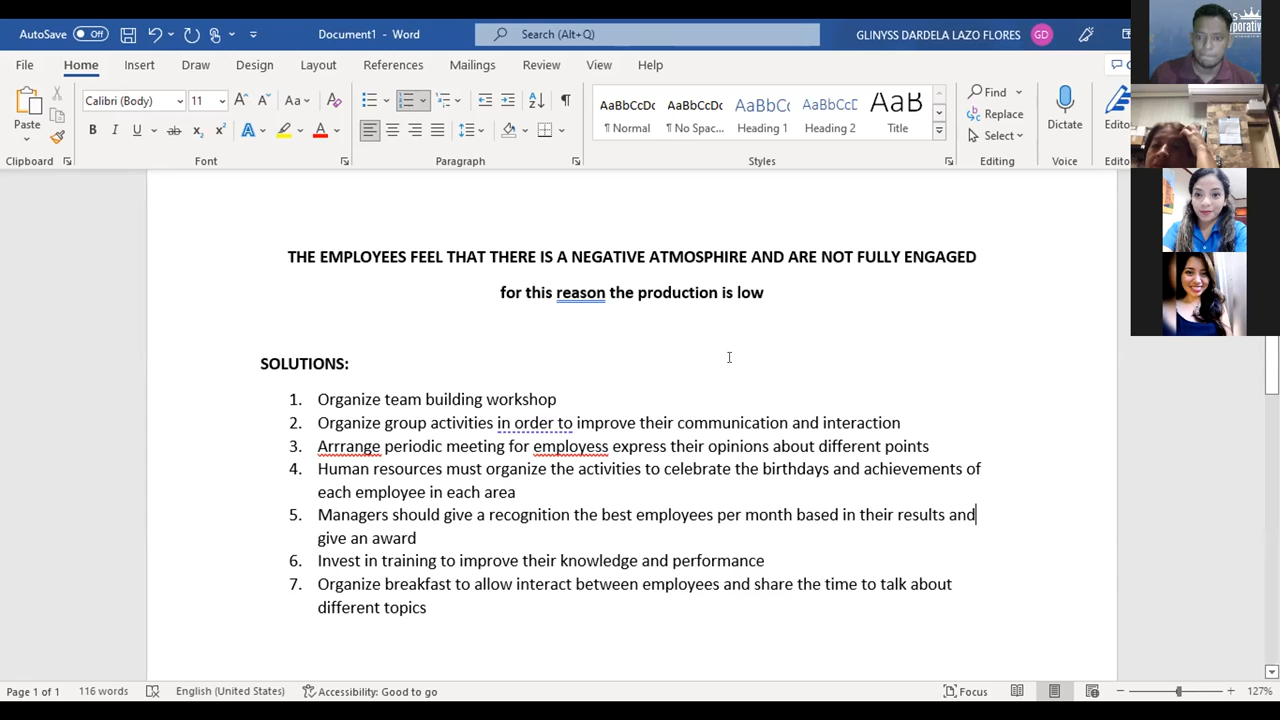 AutoSave Off Document1 - Word Search (Alt+Q) GLINYSS DARDELA LAZO FLORES GD
File Home Insert Draw Design Layout References Mailings Review View Help
Paste
Calibri (Body) 11
AaBbCcDc AaBbCcDc AaBbCcD AaBbCcD AaB
¶ Normal ¶ No Spac... Heading 1 Heading 2 Title
Find
Replace
Select
Dictate
Clipboard Font Paragraph Styles Editing Voice
THE EMPLOYEES FEEL THAT THERE IS A NEGATIVE ATMOSPHIRE AND ARE NOT FULLY ENGAGED
for this reason the production is low
SOLUTIONS:
1. Organize team building workshop
2. Organize group activities in order to improve their communication and interaction
3. Arrrange periodic meeting for employess express their opinions about different points
4. Human resources must organize the activities to celebrate the birthdays and achievements of
each employee in each area
5. Managers should give a recognition the best employees per month based in their results and
give an award
6. Invest in training to improve their knowledge and performance
7. Organize breakfast to allow interact between employees and share the time to talk about
different topics
Page 1 of 1 116 words English (United States) Accessibility: Good to go Focus 127%